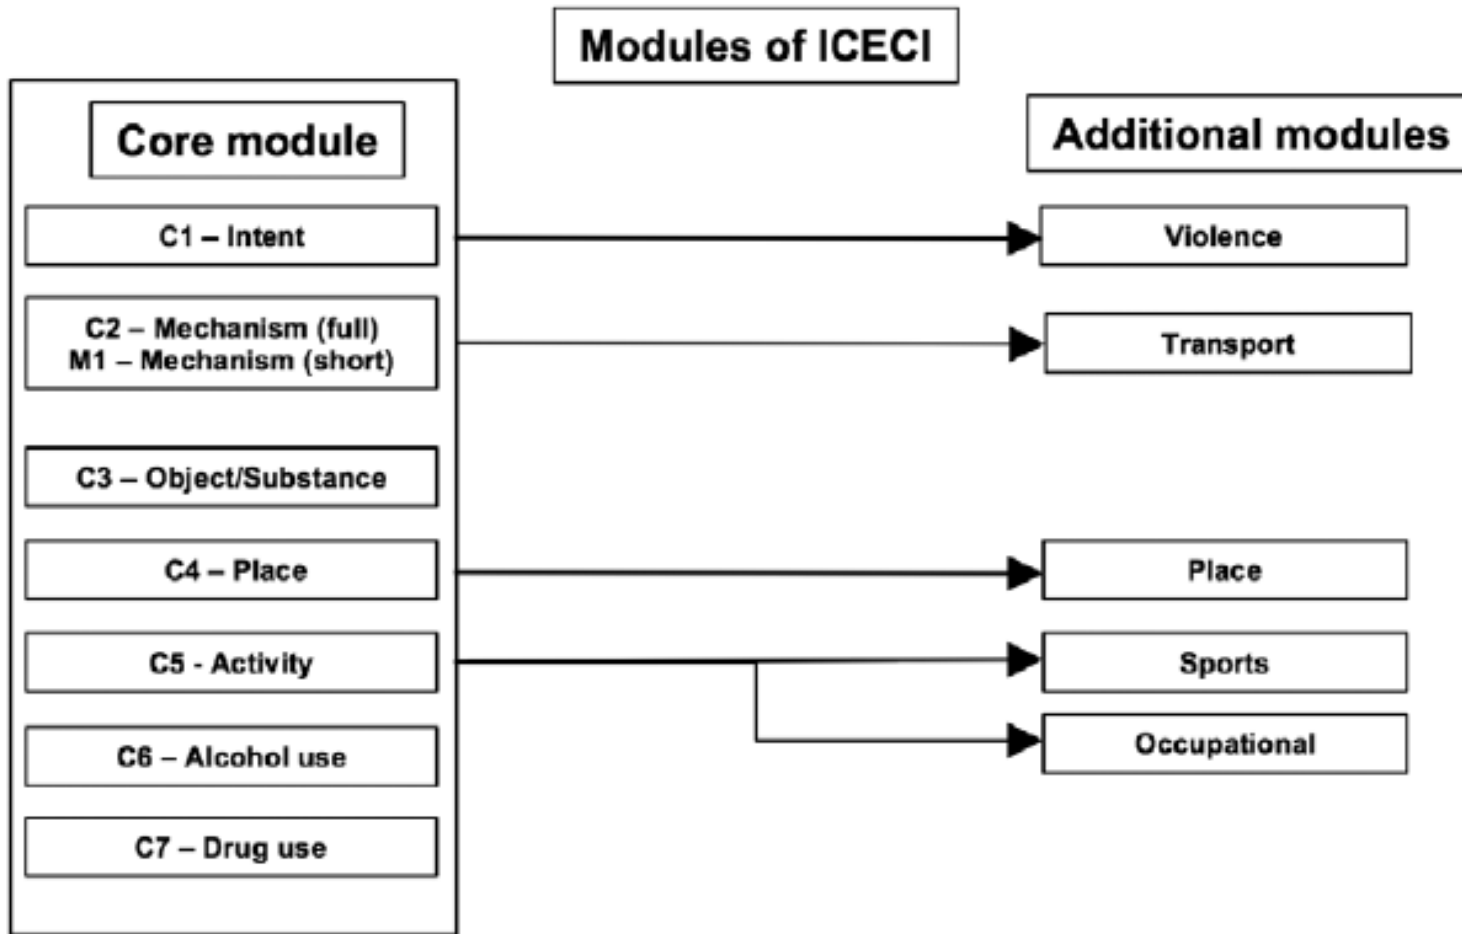 Modules of ICECI
Core module
Additional modules
C1 – Intent
Violence
C2 – Mechanism (full)
M1 – Mechanism (short)
Transport
C3 – Object/Substance
C4 – Place
Place
C5 - Activity
Sports
Occupational
C6 – Alcohol use
C7 – Drug use